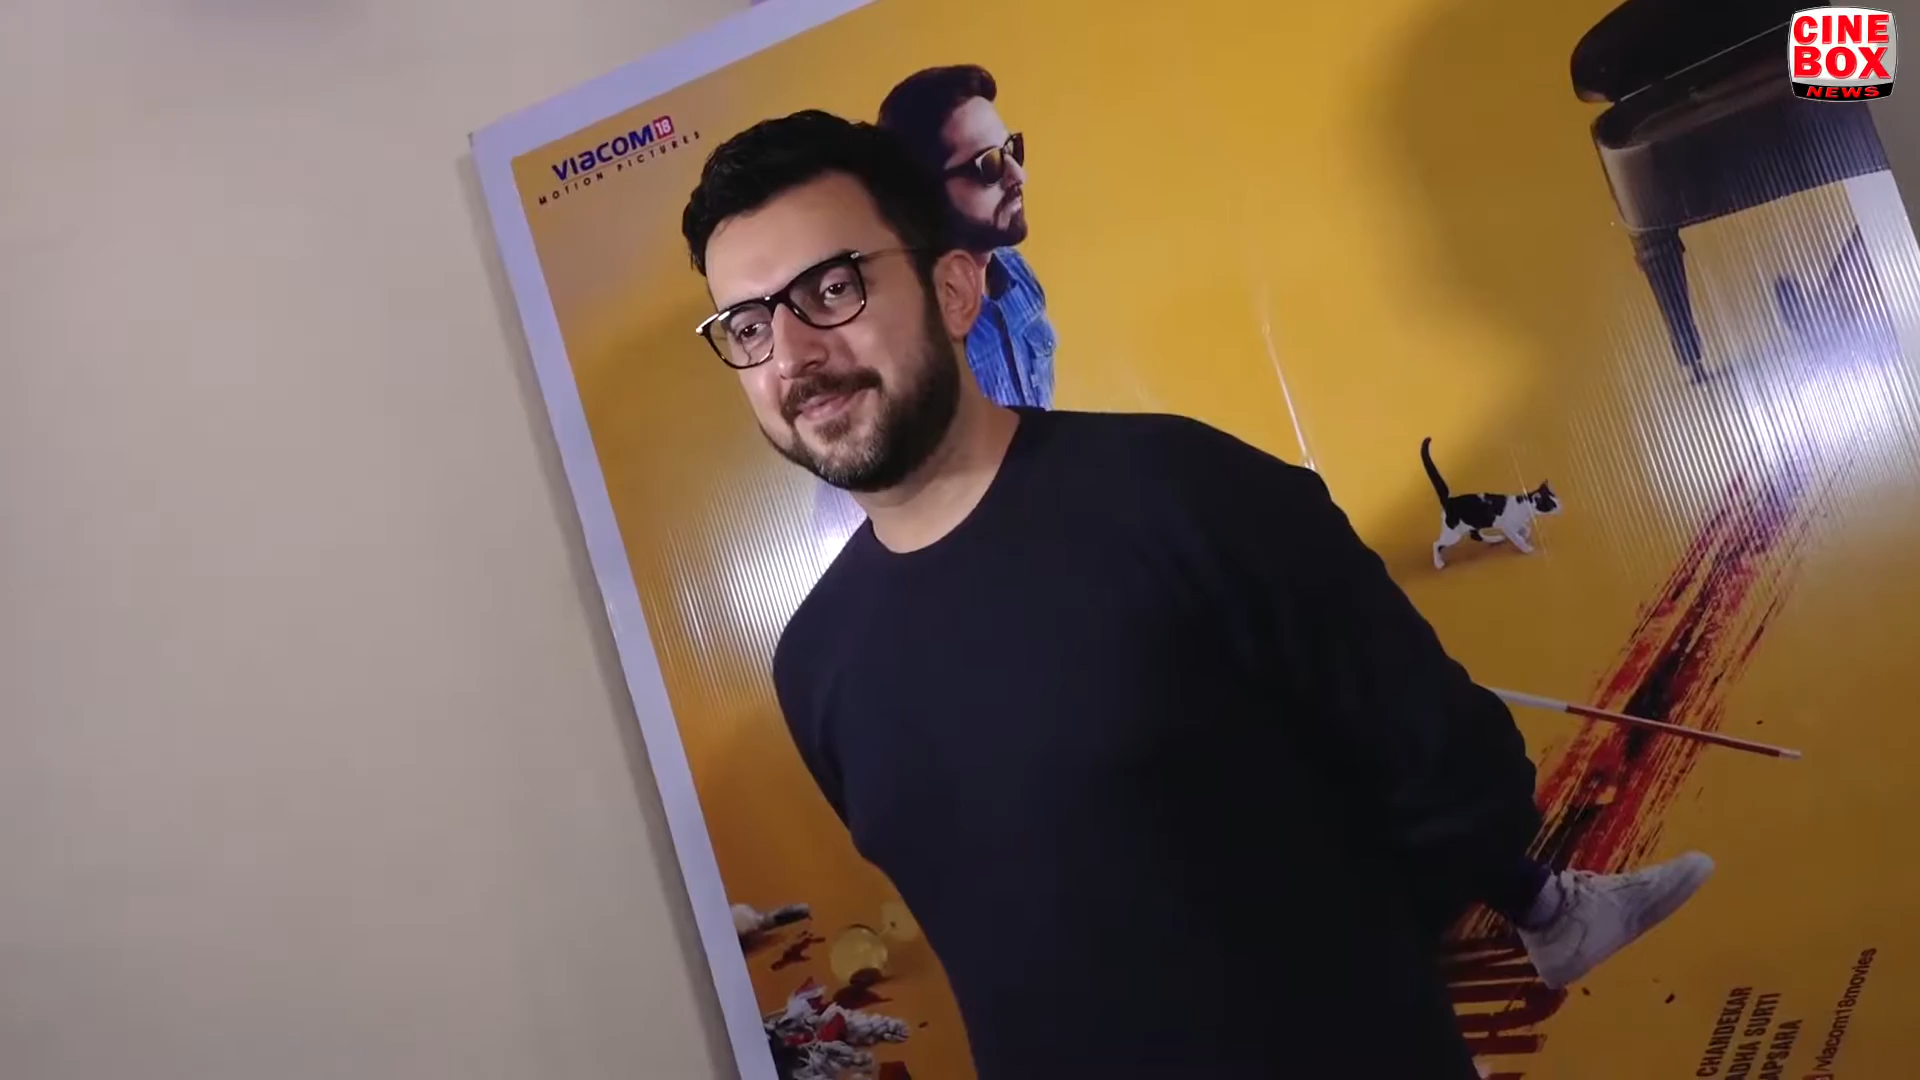 CINE
BOX
NEWS
VIACOM18
MOTION PICTURES
CHANDEKAR
ADHA SURTI
APSARA
/viacom18movies